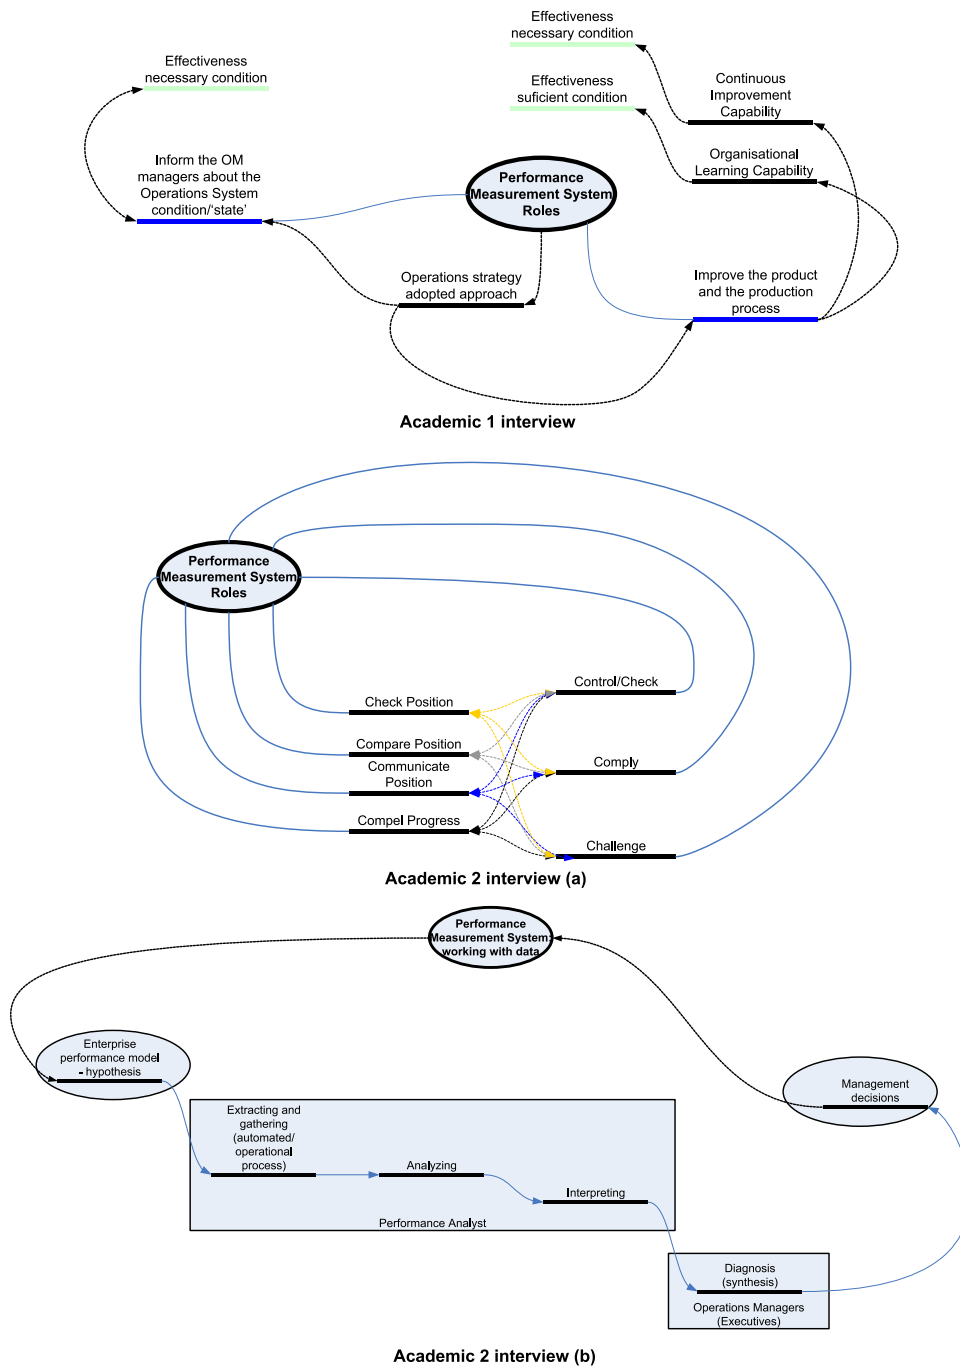 Effectiveness
necessary condition
Effectiveness
necessary condition
Effectiveness
suficient condition
Continuous
Improvement
Capability
Inform the OM
managers about the
Operations System
condition/‘state’
Performance
Measurement System
Roles
Organisational
Learning Capability
Operations strategy
adopted approach
Improve the product
and the production
process
Academic 1 interview
Performance
Measurement System
Roles
Control/Check
Check Position
Compare Position
Communicate
Position
Comply
Compel Progress
Challenge
Academic 2 interview (a)
Performance
Measurement System:
working with data
Enterprise
performance model
- hypothesis
Management
decisions
Extracting and
gathering
(automated/
operational
process)
Analyzing
Interpreting
Performance Analyst
Diagnosis
(synthesis)
Operations Managers
(Executives)
Academic 2 interview (b)